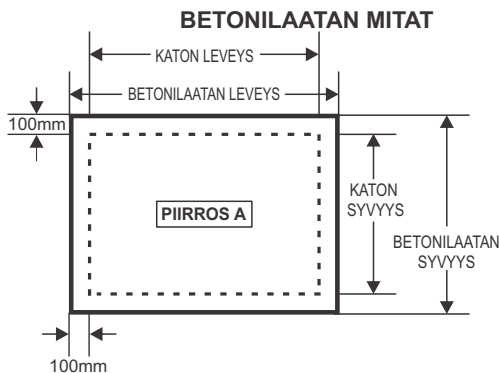 BETONILAATAN MITAT
KATON LEVEYS
BETONILAATAN LEVEYS
100mm
PIIRROS A
KATON
SYVYYS
BETONILAATAN
SYVYYS
100mm